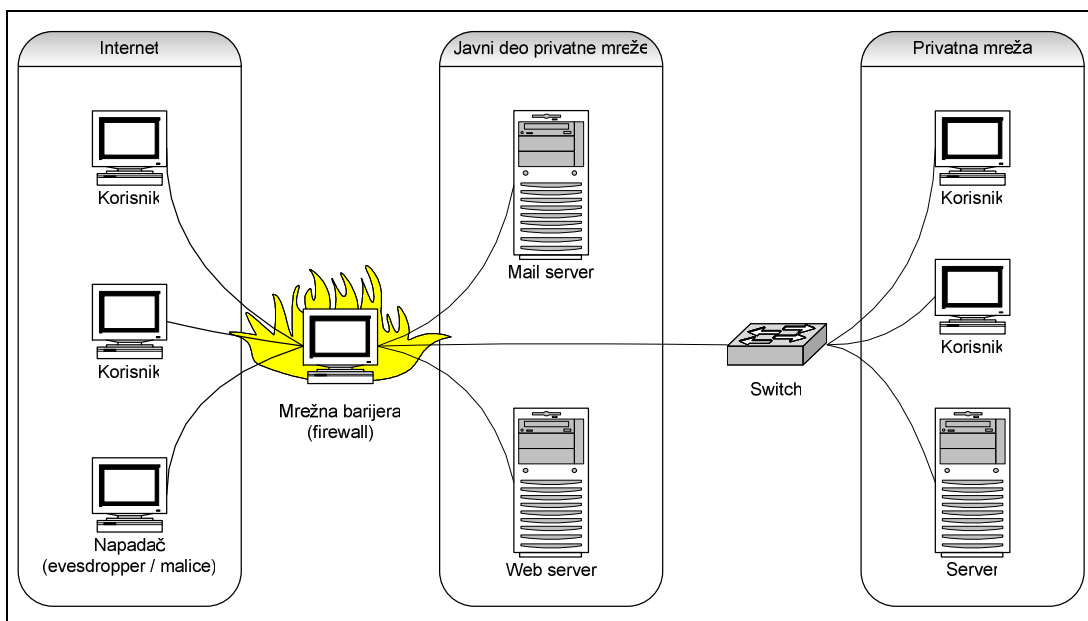 Internet
Korisnik
Korisnik
Napadač
(evesdropper / malice)
Mrežna barijera
(firewall)
Javni deo privatne mreže
Mail server
Web server
Switch
Privatna mreža
Korisnik
Korisnik
Server